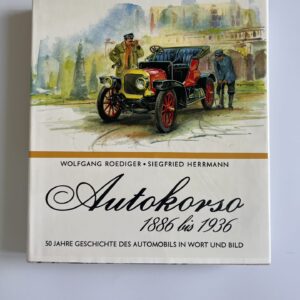 WOLFGANG ROEDIGER • SIEGFRIED HERRMANN
Autokorso
1886 bis 1936
50 JAHRE GESCHICHTE DES AUTOMOBILS IN WORT UND BILD